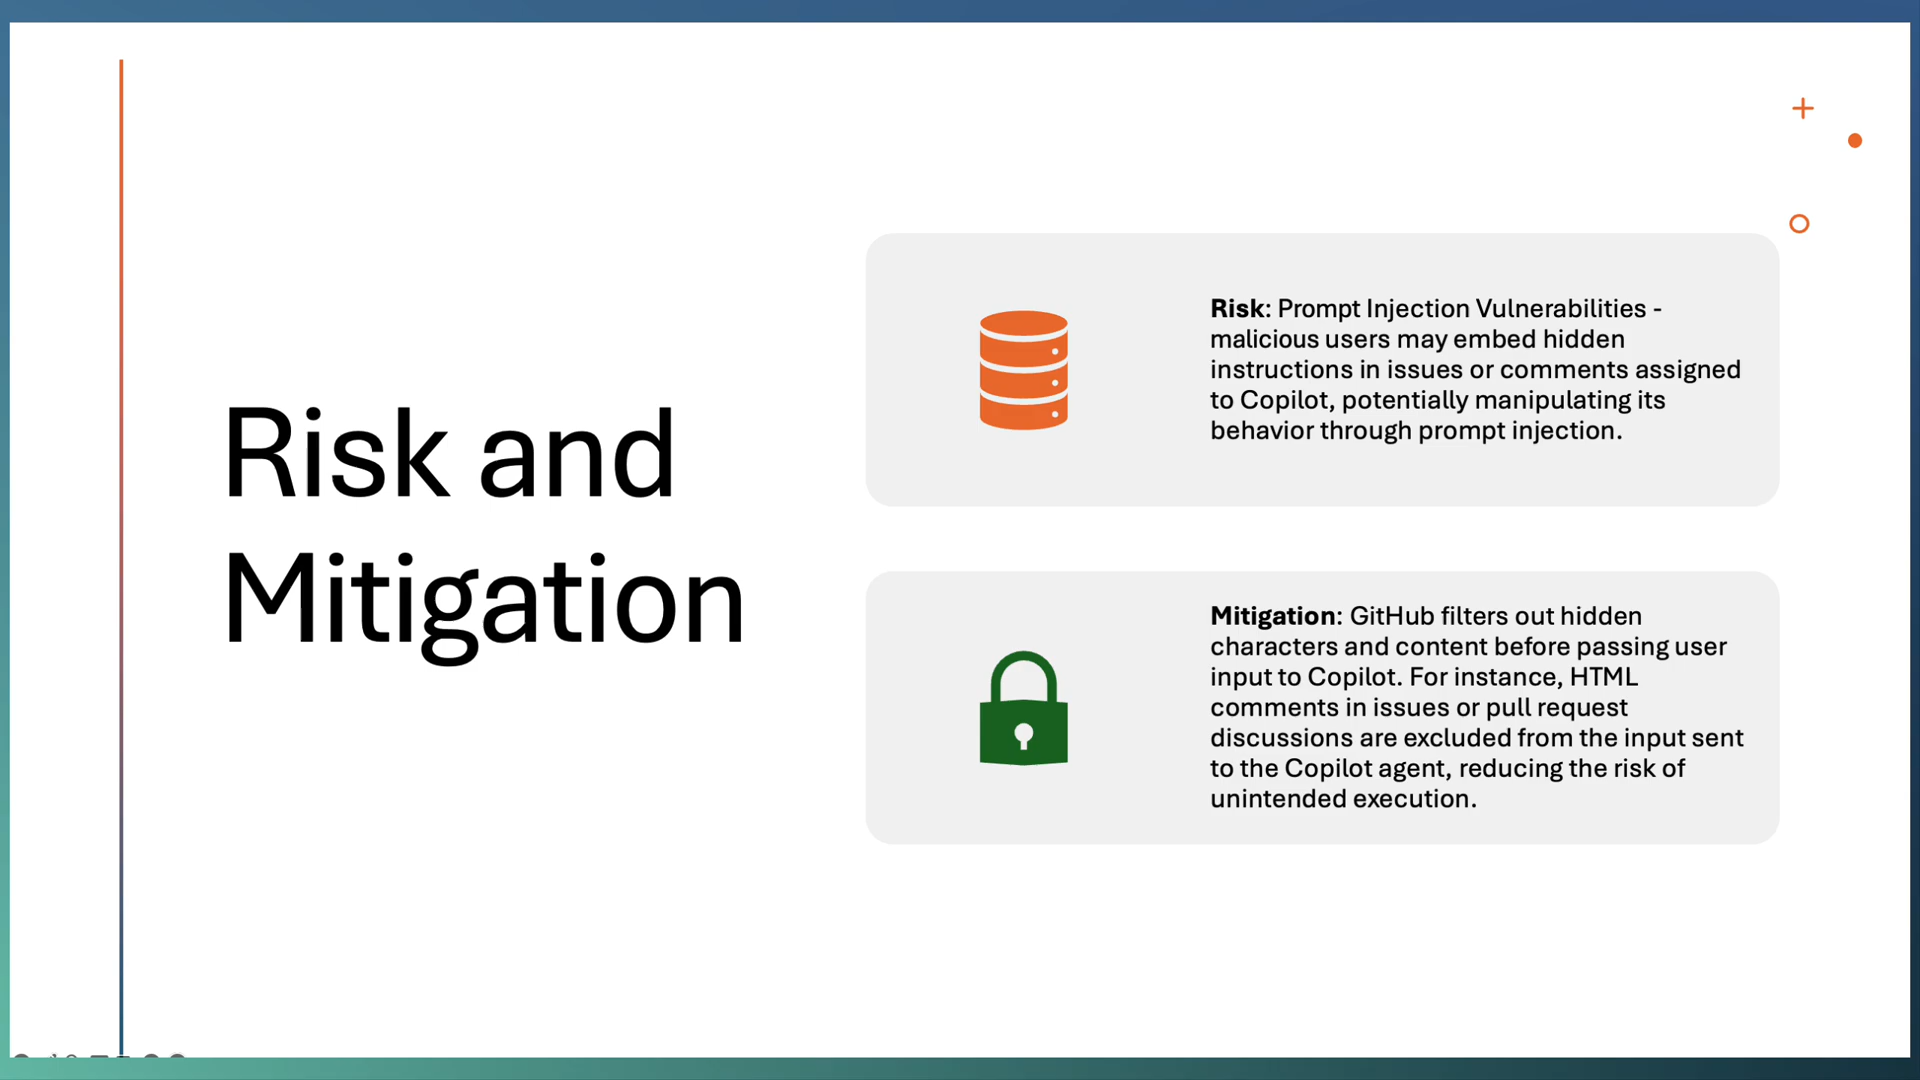 Risk and
Mitigation
Risk: Prompt Injection Vulnerabilities -
malicious users may embed hidden
instructions in issues or comments assigned
to Copilot, potentially manipulating its
behavior through prompt injection.
Mitigation: GitHub filters out hidden
characters and content before passing user
input to Copilot. For instance, HTML
comments in issues or pull request
discussions are excluded from the input sent
to the Copilot agent, reducing the risk of
unintended execution.